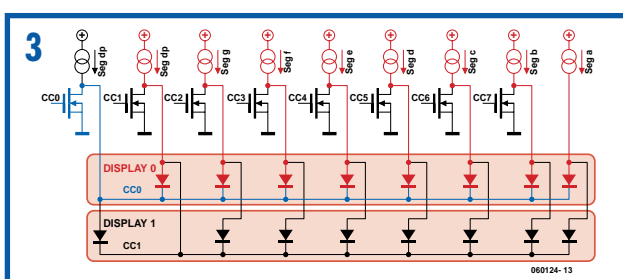 3
Seg dp
Seg dp
Seg g
Seg f
Seg e
Seg d
Seg c
Seg b
Seg a
CC0
CC1
CC2
CC3
CC4
CC5
CC6
CC7
DISPLAY 0
CC0
DISPLAY 1
CC1
060124- 13